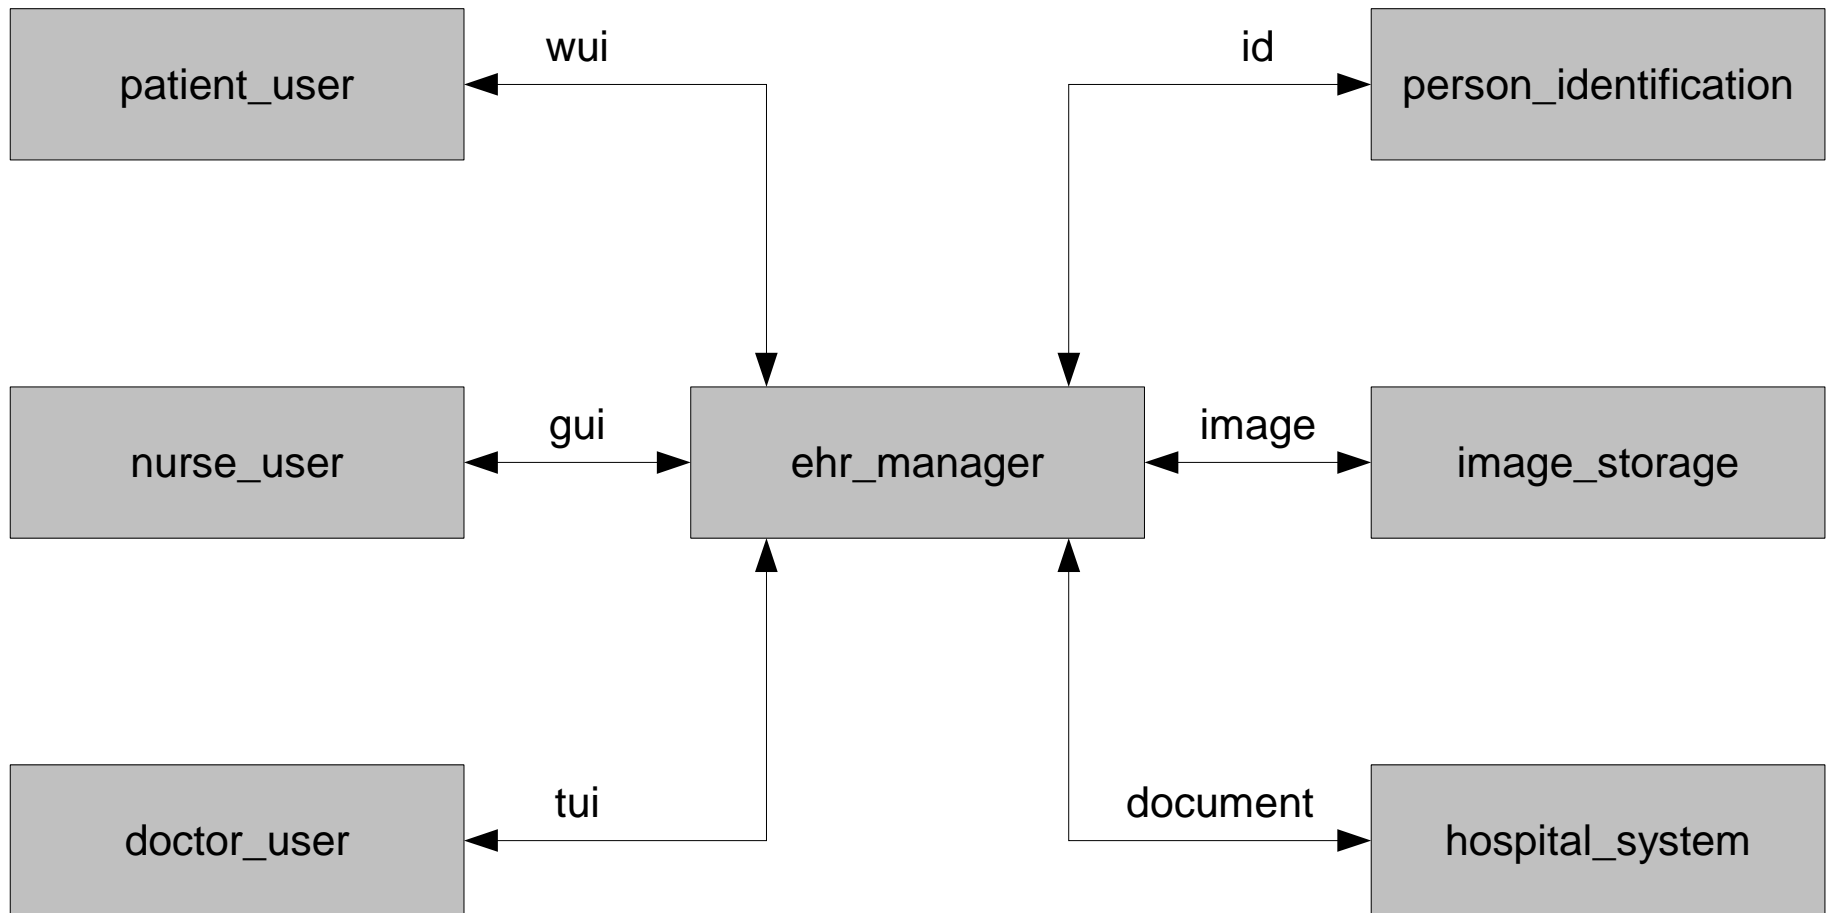 wui
id
patient_user
person_identification
gui
image
nurse_user
ehr_manager
image_storage
tui
document
doctor_user
hospital_system